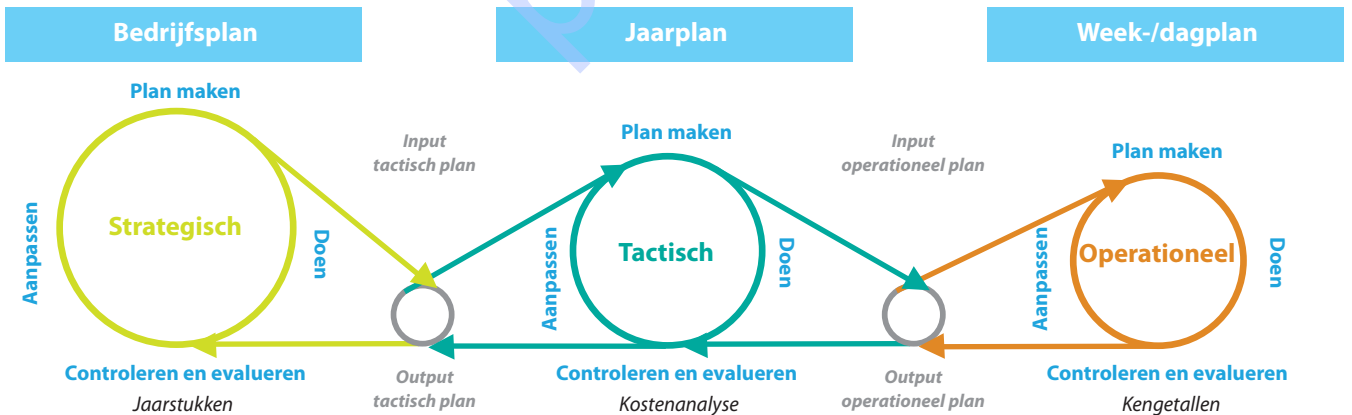 Bedrijfsplan
Jaarplan
Week-/dagplan
Plan maken
Aanpassen
Strategisch
Doen
Controleren en evalueren
Jaarstukken
Input
tactisch plan
Output
tactisch plan
Plan maken
Aanpassen
Tactisch
Doen
Controleren en evalueren
Kostenanalyse
Input
operationeel plan
Output
operationeel plan
Plan maken
Aanpassen
Operationeel
Doen
Controleren en evalueren
Kengetallen